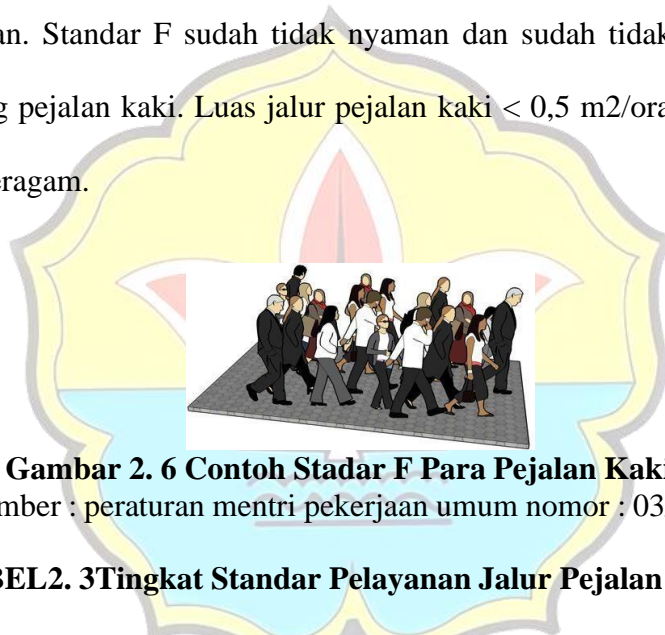 an. Standar F sudah tidak nyaman dan sudah tidak
g pejalan kaki. Luas jalur pejalan kaki < 0,5 m2/ora
eragam.
Gambar 2. 6 Contoh Stadar F Para Pejalan Kaki
mber : peraturan mentri pekerjaan umum nomor : 03
BEL2. 3Tingkat Standar Pelayanan Jalur Pejalan